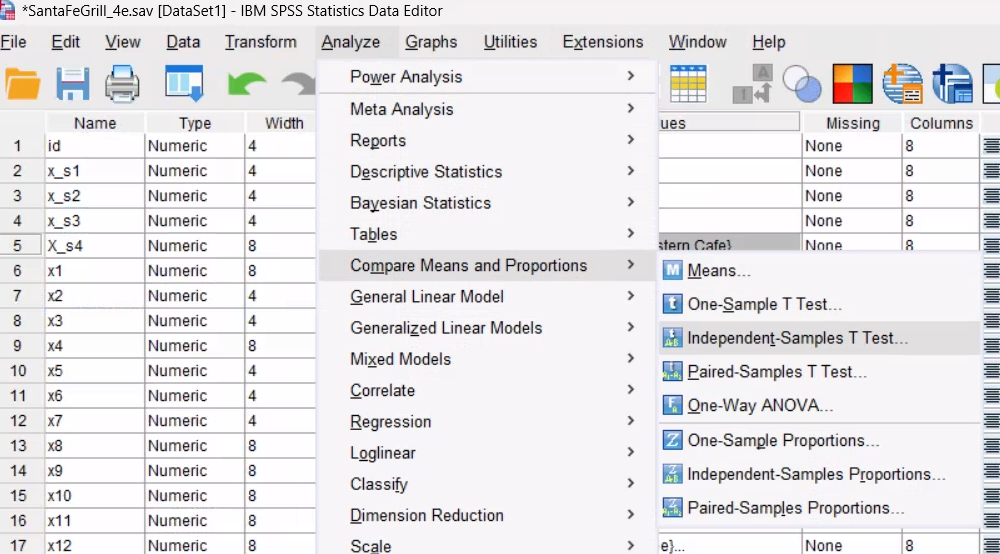 *SantaFeGrill_4e.sav [DataSet1] - IBM SPSS Statistics Data Editor
File Edit View Data Transform Analyze Graphs Utilities Extensions Window Help
Name Type Width ues Missing Columns
1 id Numeric 4 None 8
2 x_s1 Numeric 4 None 8
3 x_s2 Numeric 4 None 8
4 x_s3 Numeric 4 None 8
5 X_s4 Numeric 8 stern Cafe} None 8
6 x1 Numeric 8
7 x2 Numeric 4
8 x3 Numeric 4
9 x4 Numeric 8
10 x5 Numeric 4
11 x6 Numeric 4
12 x7 Numeric 4
13 x8 Numeric 8
14 x9 Numeric 8
15 x10 Numeric 8
16 x11 Numeric 8
17 x12 Numeric 8 e}... None 8
Power Analysis
Meta Analysis
Reports
Descriptive Statistics
Bayesian Statistics
Tables
Compare Means and Proportions
General Linear Model
Generalized Linear Models
Mixed Models
Correlate
Regression
Loglinear
Classify
Dimension Reduction
Scale
Means...
One-Sample T Test...
Independent-Samples T Test...
Paired-Samples T Test...
One-Way ANOVA...
One-Sample Proportions...
Independent-Samples Proportions...
Paired-Samples Proportions...